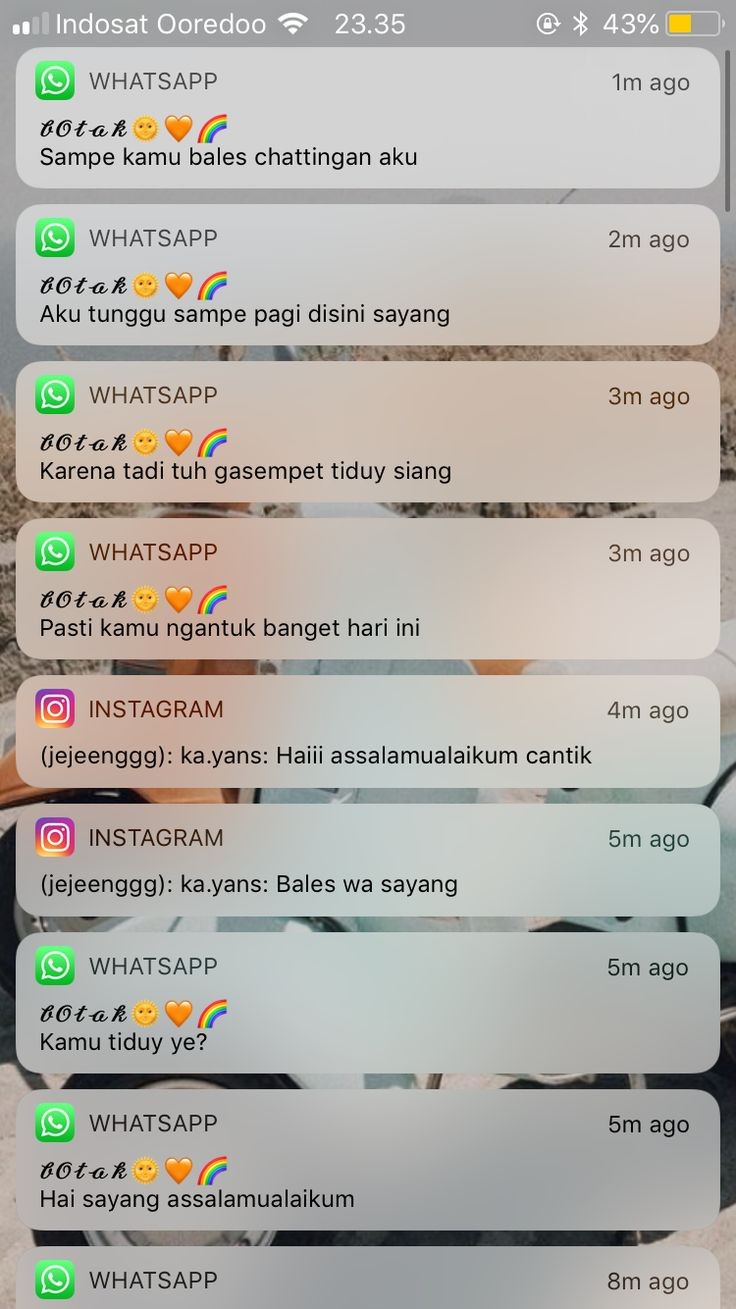 Indosat Ooredoo 23.35 43%
WHATSAPP 1m ago
𝓫𝓞𝓽𝓪𝓴🌞🧡🌈
Sampe kamu bales chattingan aku
WHATSAPP 2m ago
𝓫𝓞𝓽𝓪𝓴🌞🧡🌈
Aku tunggu sampe pagi disini sayang
WHATSAPP 3m ago
𝓫𝓞𝓽𝓪𝓴🌞🧡🌈
Karena tadi tuh gasempet tiduy siang
WHATSAPP 3m ago
𝓫𝓞𝓽𝓪𝓴🌞🧡🌈
Pasti kamu ngantuk banget hari ini
INSTAGRAM 4m ago
(jejeenggg): ka.yans: Haiii assalamualaikum cantik
INSTAGRAM 5m ago
(jejeenggg): ka.yans: Bales wa sayang
WHATSAPP 5m ago
𝓫𝓞𝓽𝓪𝓴🌞🧡🌈
Kamu tiduy ye?
WHATSAPP 5m ago
𝓫𝓞𝓽𝓪𝓴🌞🧡🌈
Hai sayang assalamualaikum
WHATSAPP 8m ago